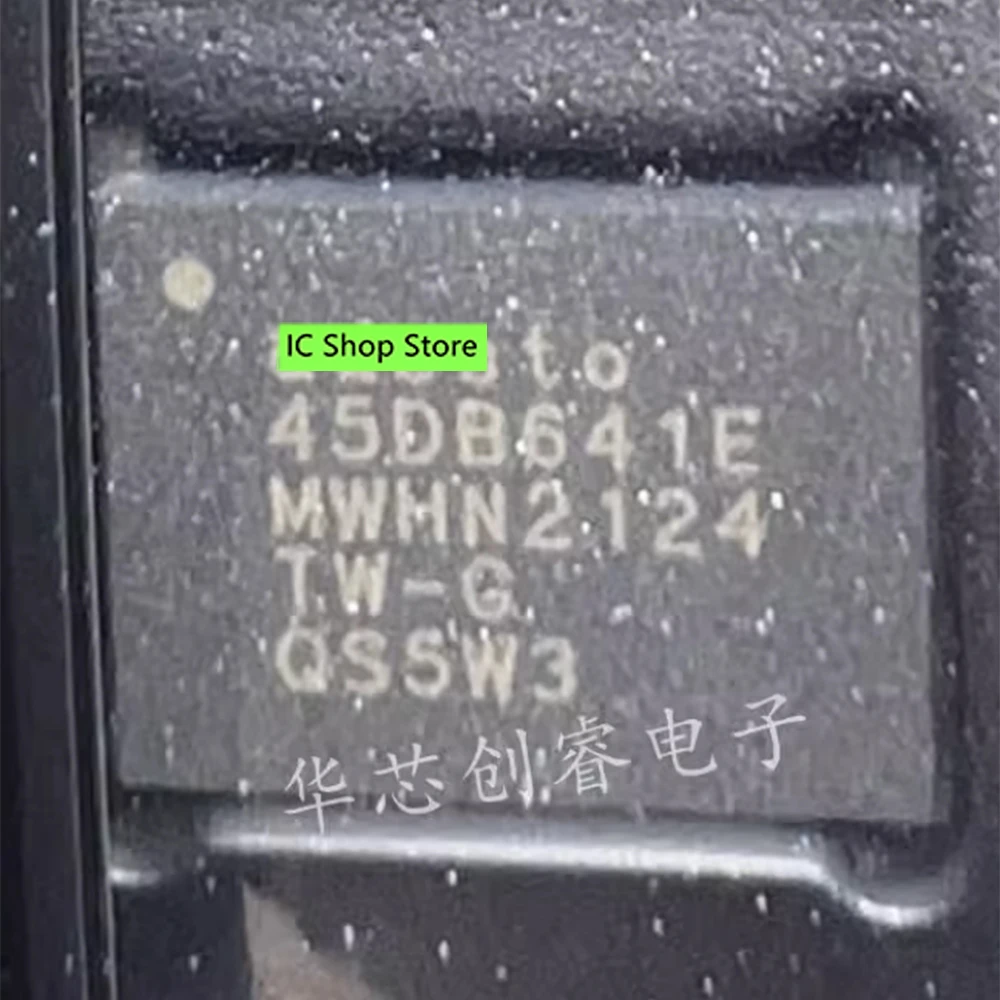 IC Shop Store
45DB641E
MWHN2124
TW-G
QSSW3
华芯创睿电子